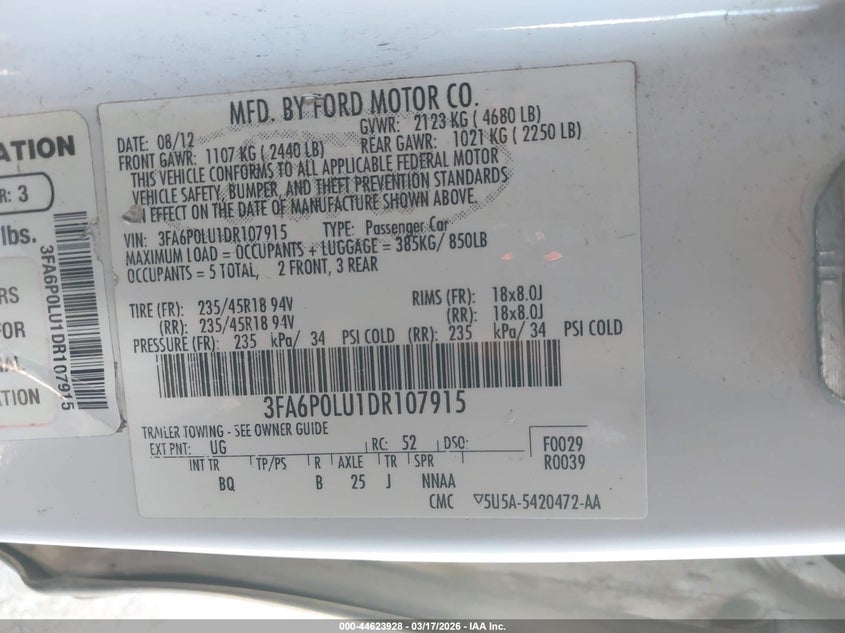 ATION
R: 3
lbs.
RS
FOR
AL
TION
3FA6P0LU1DR107915
MFD. BY FORD MOTOR CO.
DATE: 08/12 GVWR: 2123 KG ( 4680 LB)
FRONT GAWR: 1107 KG ( 2440 LB) REAR GAWR: 1021 KG ( 2250 LB)
THIS VEHICLE CONFORMS TO ALL APPLICABLE FEDERAL MOTOR
VEHICLE SAFETY, BUMPER, AND THEFT PREVENTION STANDARDS
IN EFFECT ON THE DATE OF MANUFACTURE SHOWN ABOVE.
VIN: 3FA6P0LU1DR107915 TYPE: Passenger Car
MAXIMUM LOAD = OCCUPANTS + LUGGAGE = 385KG/ 850LB
OCCUPANTS = 5 TOTAL, 2 FRONT, 3 REAR
TIRE (FR): 235/45R18 94V RIMS (FR): 18x8.0J
(RR): 235/45R18 94V (RR): 18x8.0J
PRESSURE (FR): 235 kPa/ 34 PSI COLD (RR): 235 kPa/ 34 PSI COLD
3FA6P0LU1DR107915
TRAILER TOWING - SEE OWNER GUIDE
EXT PNT: UG RC: 52 DSO: F0029
INT TR TP/PS R AXLE TR SPR R0039
BQ B 25 J NNAA
CMC ▽5U5A-5420472-AA
000-44623928 - 03/17/2026 - IAA Inc.